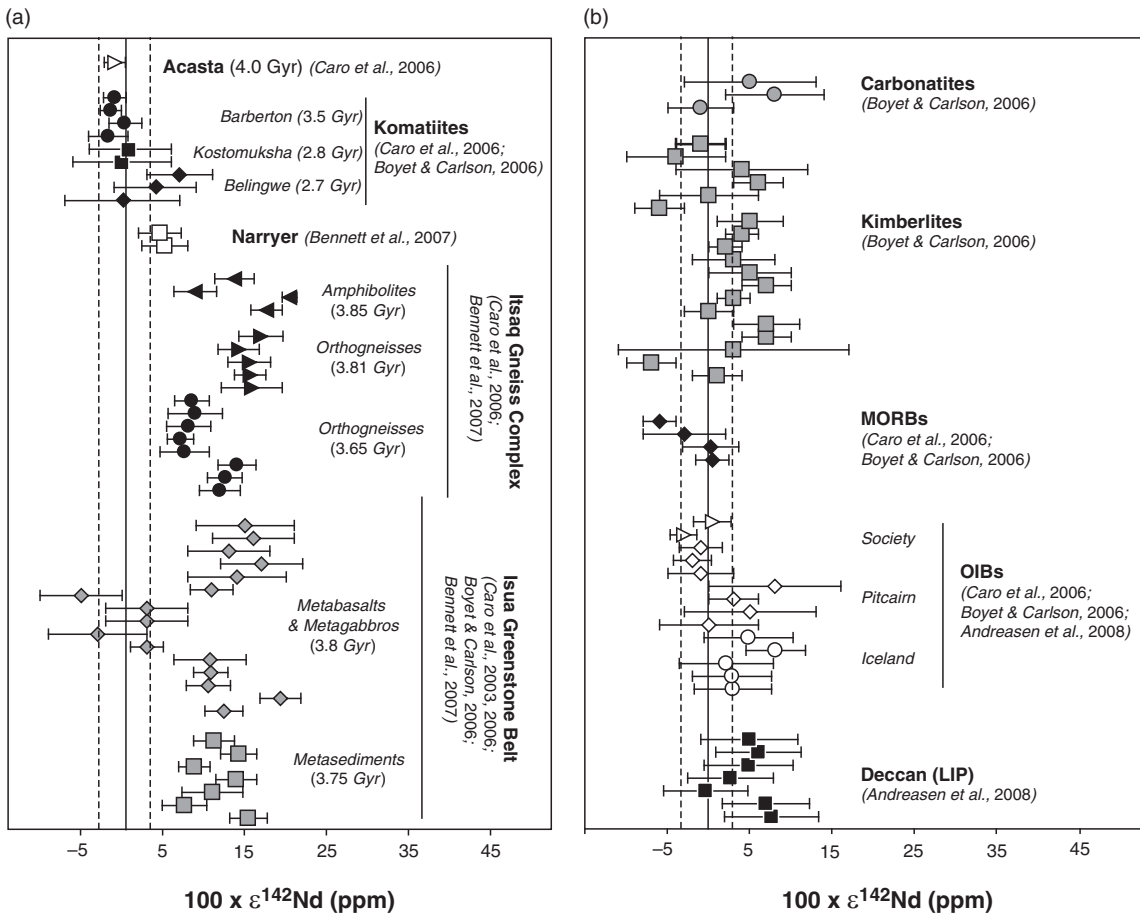 (a)
Acasta (4.0 Gyr) (Caro et al., 2006)
Barberton (3.5 Gyr)
Kostomuksha (2.8 Gyr)
Belingwe (2.7 Gyr)
Komatiites
(Caro et al., 2006;
Boyet & Carlson, 2006)
Narryer (Bennett et al., 2007)
Amphibolites
(3.85 Gyr)
Orthogneisses
(3.81 Gyr)
Orthogneisses
(3.65 Gyr)
Itsaq Gneiss Complex
(Caro et al., 2006;
Bennett et al., 2007)
Metabasalts
& Metagabbros
(3.8 Gyr)
Metasediments
(3.75 Gyr)
Isua Greenstone Belt
(Caro et al., 2003, 2006;
Boyet & Carlson, 2006;
Bennett et al., 2007)
−5 5 15 25 35 45
100 x ε¹⁴²Nd (ppm)
(b)
Carbonatites
(Boyet & Carlson, 2006)
Kimberlites
(Boyet & Carlson, 2006)
MORBs
(Caro et al., 2006;
Boyet & Carlson, 2006)
Society
Pitcairn
Iceland
OIBs
(Caro et al., 2006;
Boyet & Carlson, 2006;
Andreasen et al., 2008)
Deccan (LIP)
(Andreasen et al., 2008)
−5 5 15 25 35 45
100 x ε¹⁴²Nd (ppm)